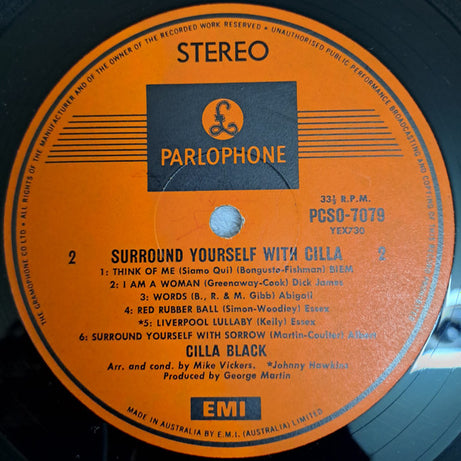 THE GRAMOPHONE CO LTD • ALL RIGHTS OF THE MANUFACTURER AND OF THE OWNER OF THE RECORDED WORK RESERVED • UNAUTHORISED PUBLIC PERFORMANCE BROADCASTING AND COPYING OF
STEREO
£
PARLOPHONE
33⅓ R.P.M.
PCSO-7079
YEX730
2 SURROUND YOURSELF WITH CILLA 2
1: THINK OF ME (Siamo Qui) (Bongusto-Fishman) BIEM
2: I AM A WOMAN (Greenaway-Cook) Dick James
3: WORDS (B., R. & M. Gibb) Abigail
4: RED RUBBER BALL (Simon-Woodley) Essex
*5: LIVERPOOL LULLABY (Kelly) Essex
6: SURROUND YOURSELF WITH SORROW (Martin-Coulter)
CILLA BLACK
Arr. and cond. by Mike Vickers, *Johnny Hawkins
Produced by George Martin
EMI
MADE IN AUSTRALIA BY E.M.I. (AUSTRALIA) LIMITED